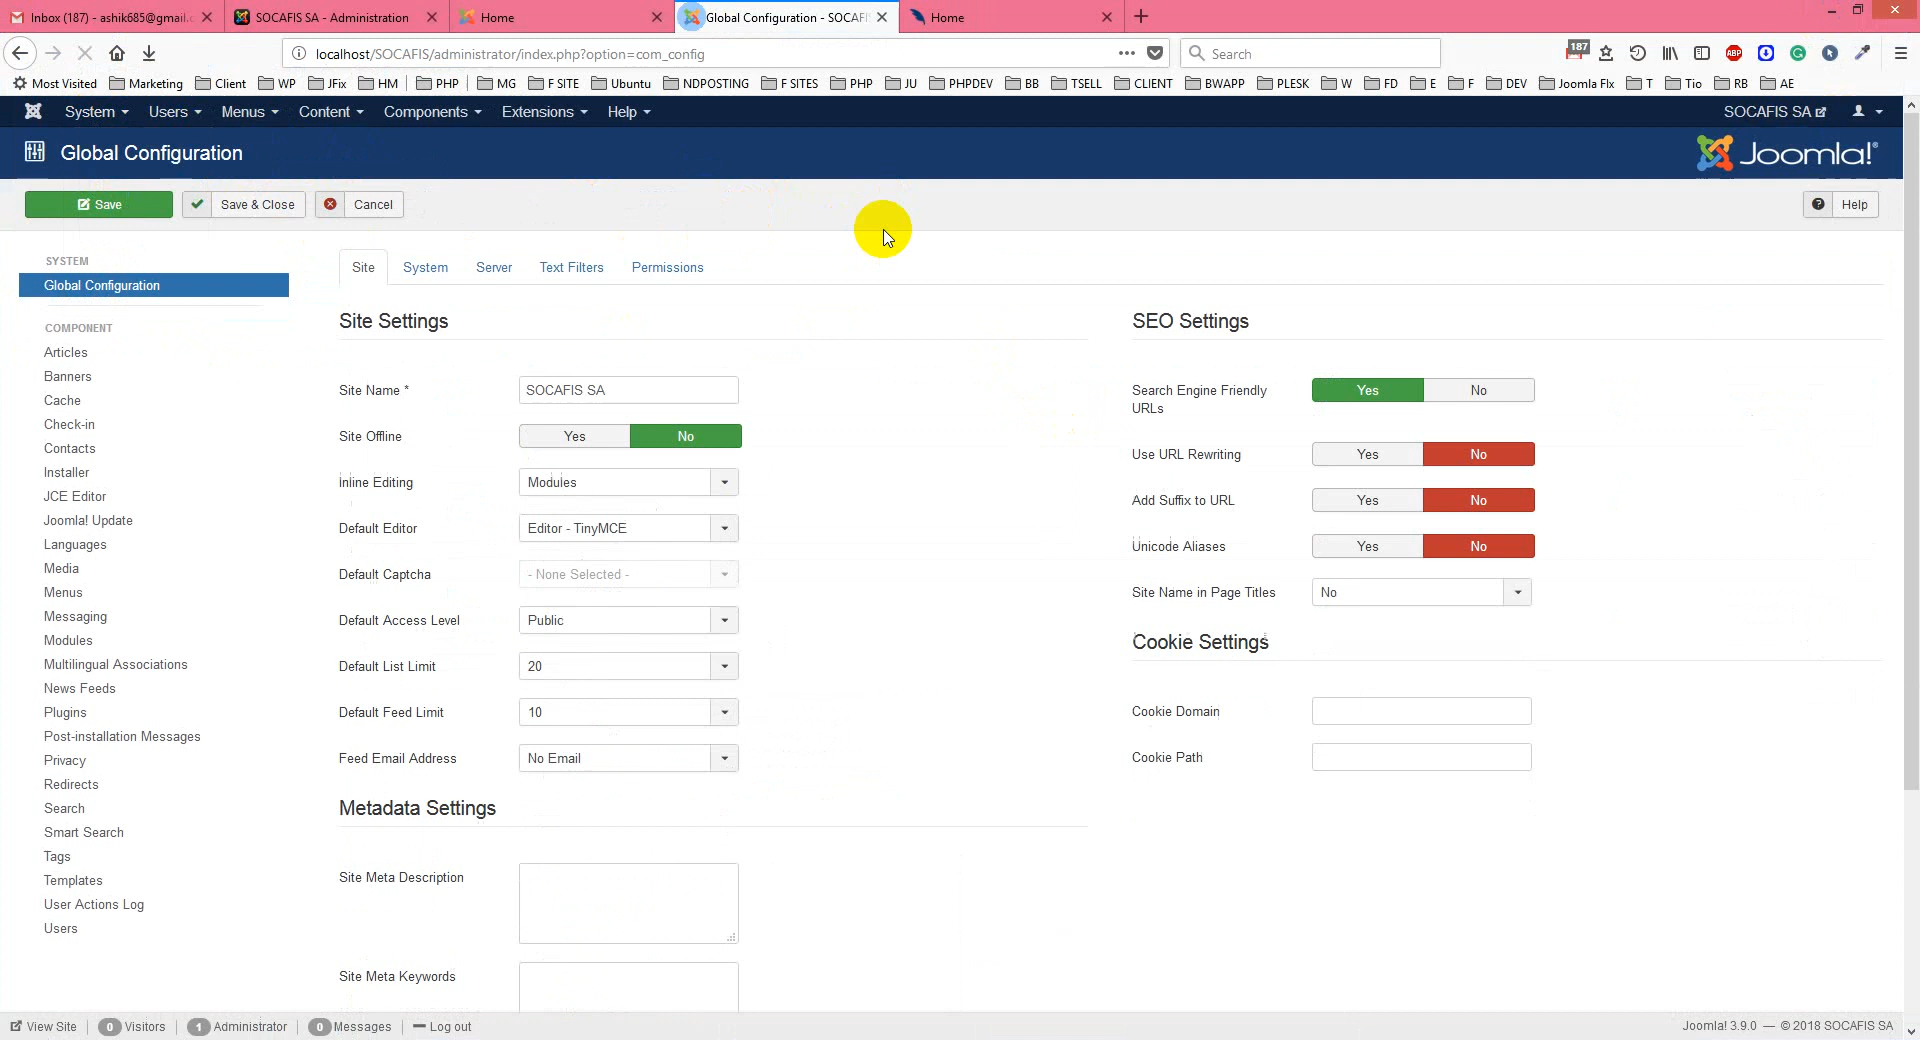 Inbox (187) - ashik685@gmail.c
SOCAFIS SA - Administration
Home
Global Configuration - SOCAFIS
Home
localhost/SOCAFIS/administrator/index.php?option=com_config
Search
187
ABP
Most Visited
Marketing
Client
WP
JFix
HM
PHP
MG
F SITE
Ubuntu
NDPOSTING
F SITES
PHP
JU
PHPDEV
BB
TSELL
CLIENT
BWAPP
PLESK
W
FD
E
F
DEV
Joomla FIx
T
Tio
RB
AE
System
Users
Menus
Content
Components
Extensions
Help
SOCAFIS SA
Global Configuration
Joomla!®
Save
Save & Close
Cancel
Help
SYSTEM
Global Configuration
COMPONENT
Articles
Banners
Cache
Check-in
Contacts
Installer
JCE Editor
Joomla! Update
Languages
Media
Menus
Messaging
Modules
Multilingual Associations
News Feeds
Plugins
Post-installation Messages
Privacy
Redirects
Search
Smart Search
Tags
Templates
User Actions Log
Users
Site
System
Server
Text Filters
Permissions
Site Settings
Site Name *
SOCAFIS SA
Site Offline
Yes
No
Inline Editing
Modules
Default Editor
Editor - TinyMCE
Default Captcha
- None Selected -
Default Access Level
Public
Default List Limit
20
Default Feed Limit
10
Feed Email Address
No Email
Metadata Settings
Site Meta Description
Site Meta Keywords
SEO Settings
Search Engine Friendly
URLs
Yes
No
Use URL Rewriting
Yes
No
Add Suffix to URL
Yes
No
Unicode Aliases
Yes
No
Site Name in Page Titles
No
Cookie Settings
Cookie Domain
Cookie Path
View Site
0 Visitors
1 Administrator
0 Messages
Log out
Joomla! 3.9.0 — © 2018 SOCAFIS SA